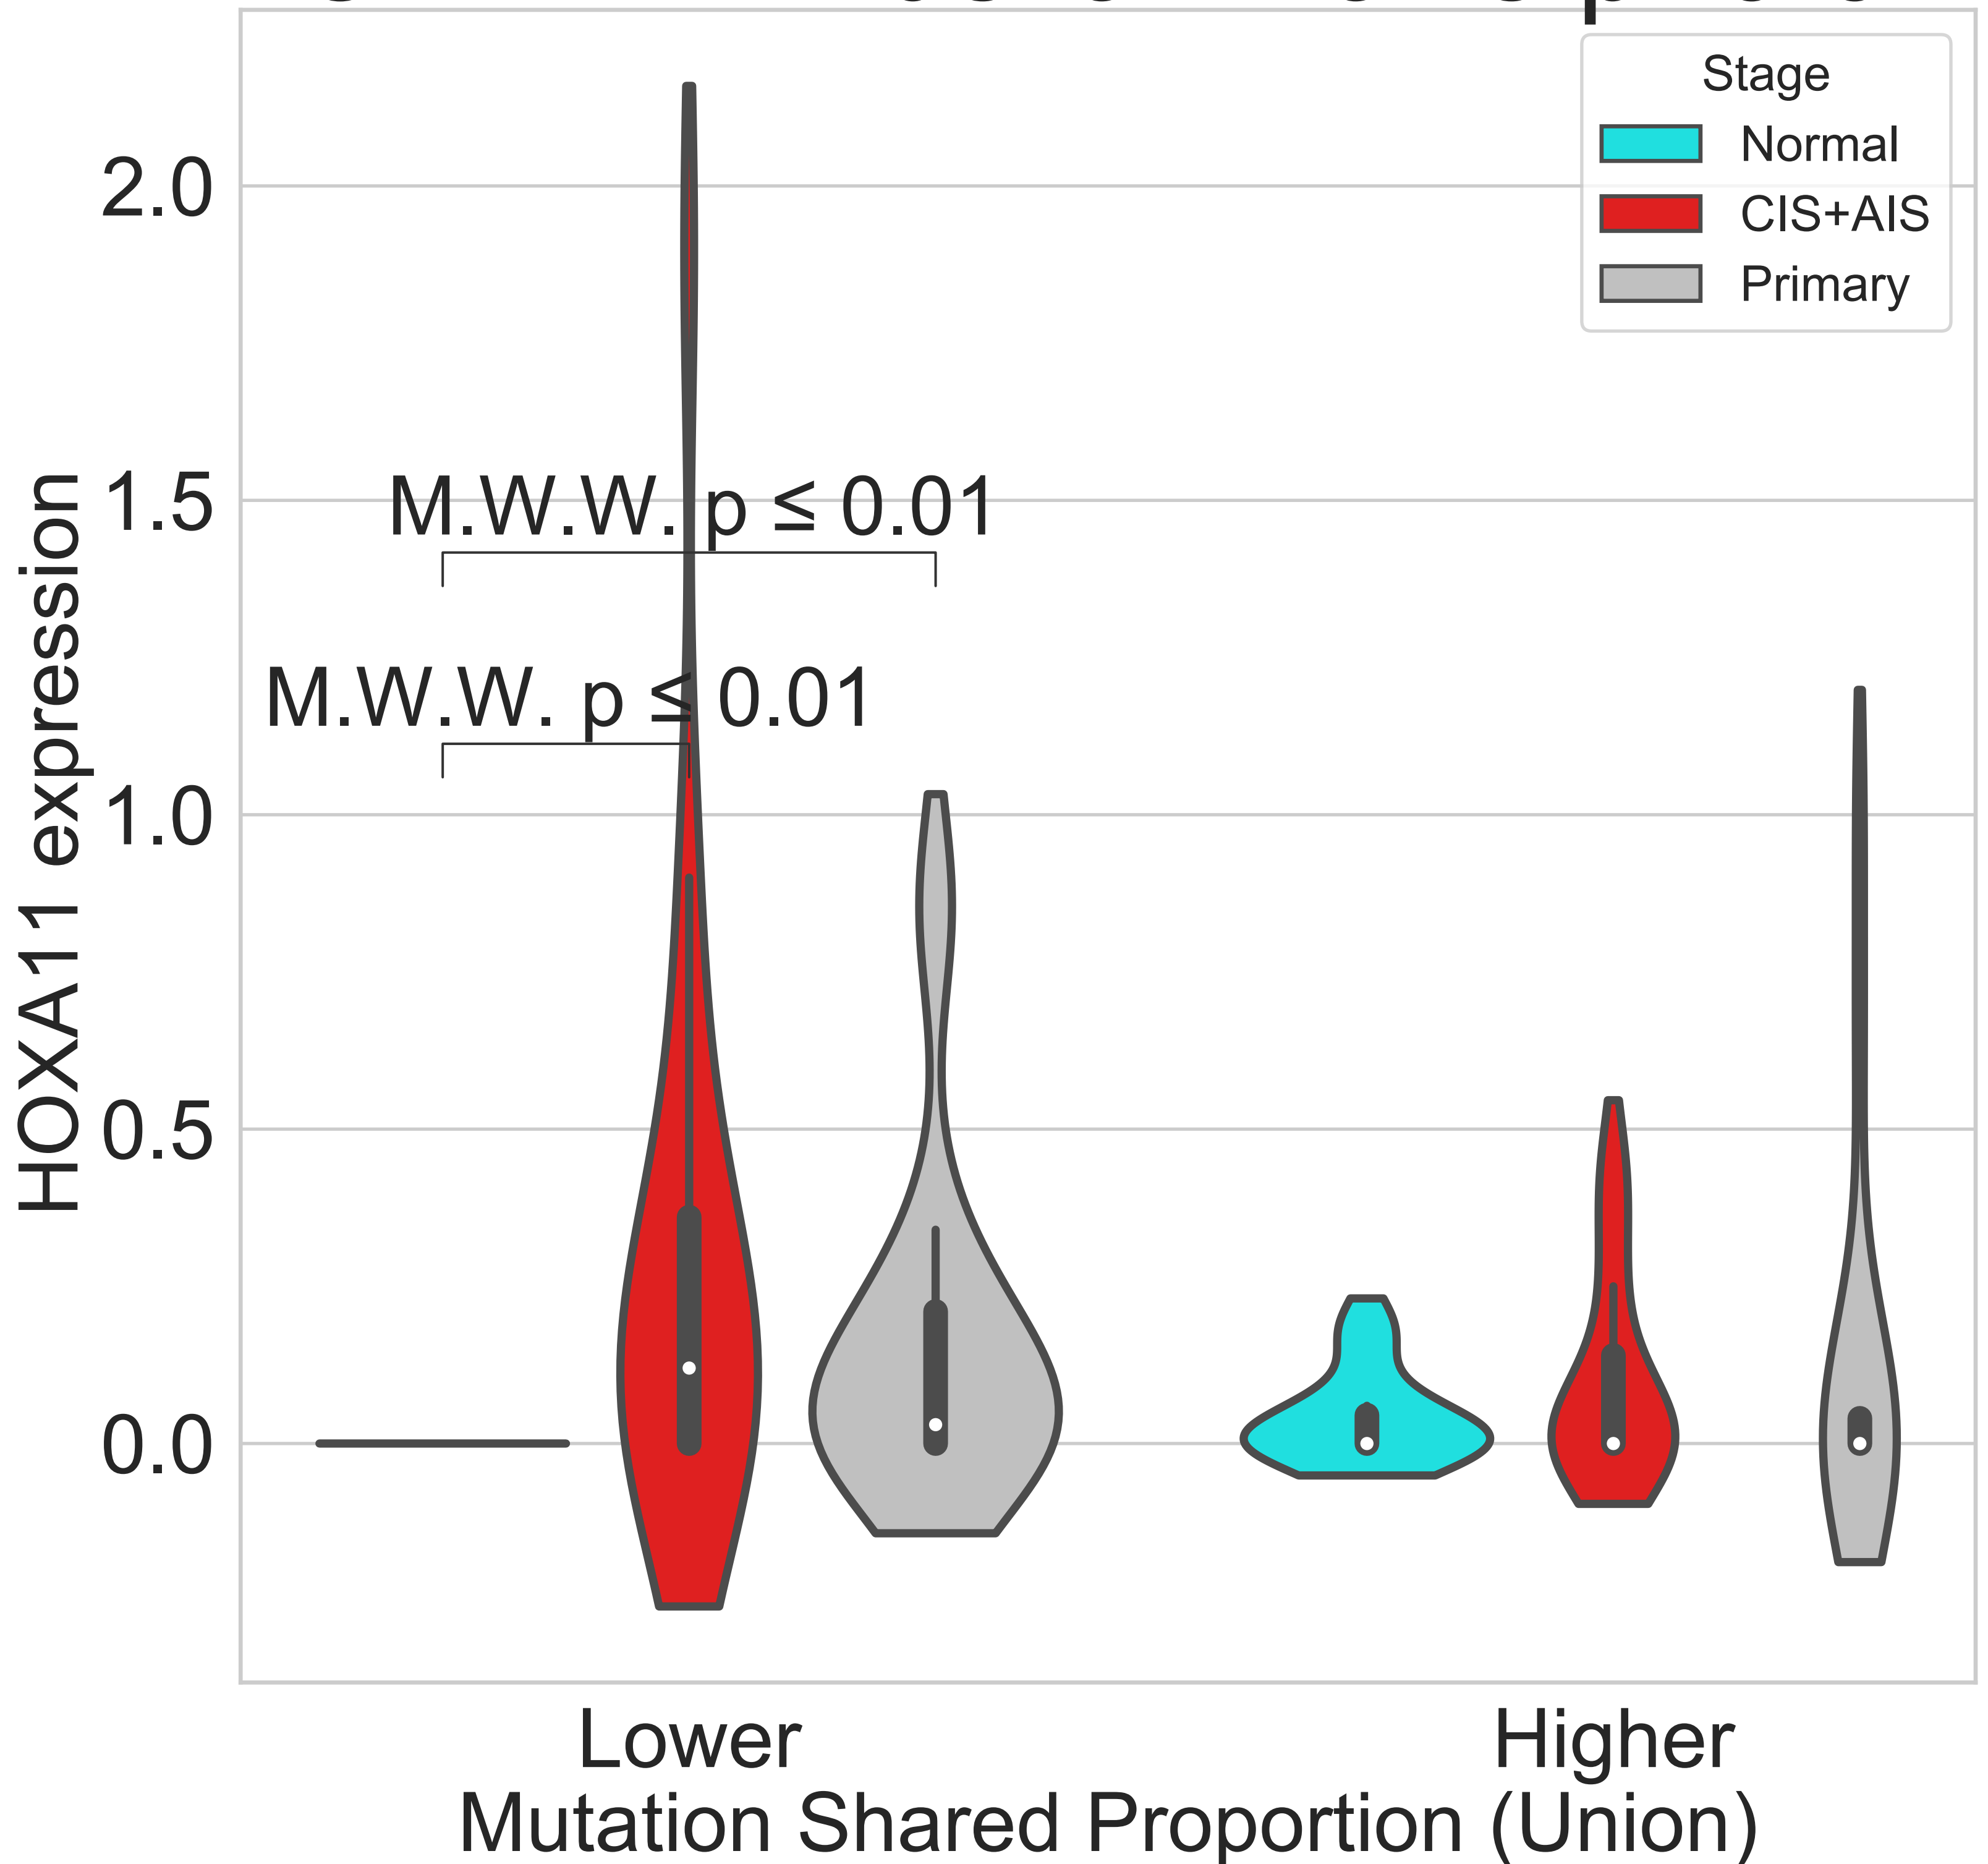 Stage
Normal
CIS+AIS
Primary
2.0
1.5
1.0
0.5
0.0
HOXA11 expression
M.W.W. p ≤ 0.01
M.W.W. p ≤ 0.01
Lower
Higher
Mutation Shared Proportion (Union)